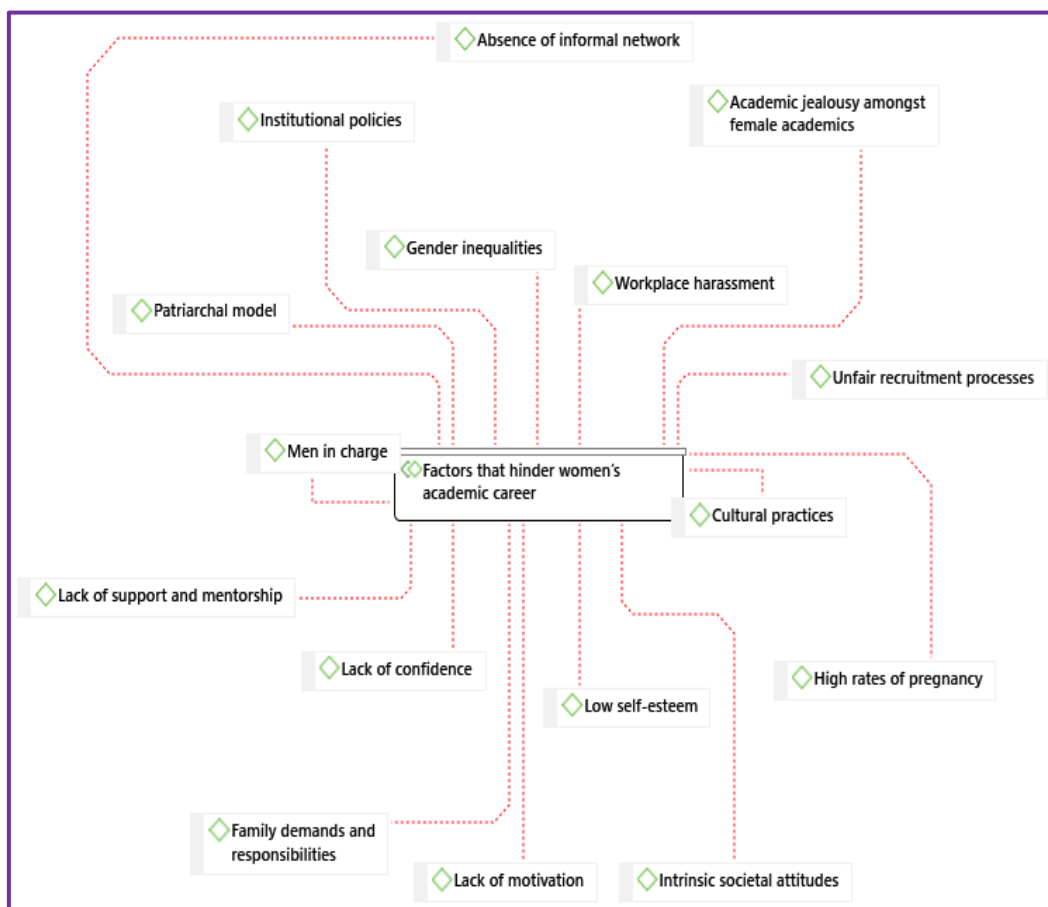 Absence of informal network
Academic jealousy amongst
female academics
Institutional policies
Gender inequalities
Workplace harassment
Patriarchal model
Unfair recruitment processes
Men in charge
Factors that hinder women's
academic career
Cultural practices
Lack of support and mentorship
Lack of confidence
High rates of pregnancy
Low self-esteem
Family demands and
responsibilities
Lack of motivation
Intrinsic societal attitudes